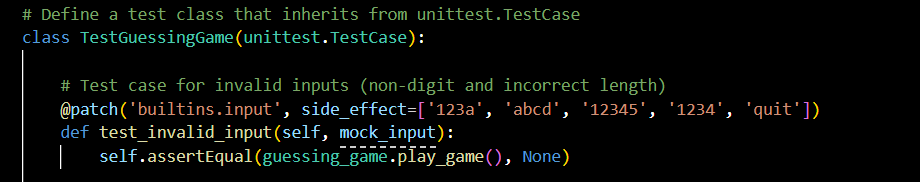 # Define a test class that inherits from unittest.TestCase
class TestGuessingGame(unittest.TestCase):
# Test case for invalid inputs (non-digit and incorrect length)
@patch('builtins.input', side_effect=['123a', 'abcd', '12345', '1234', 'quit'])
def test_invalid_input(self, mock_input):
self.assertEqual(guessing_game.play_game(), None)